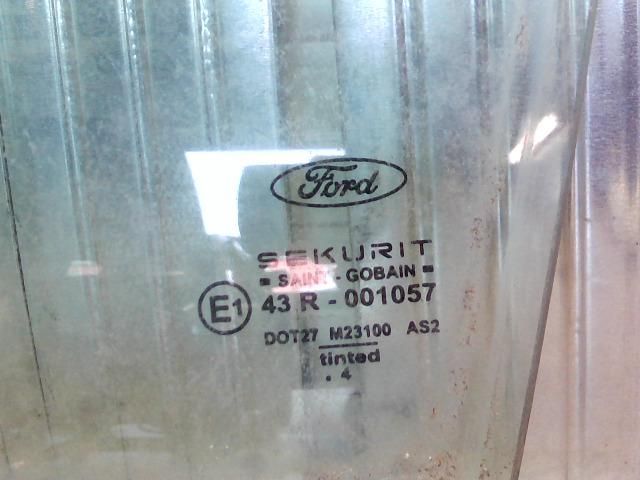 Ford
SEKURIT
SAINT-GOBAIN
E1
43 R - 001057
DOT27 M23100 AS2
tinted
. 4